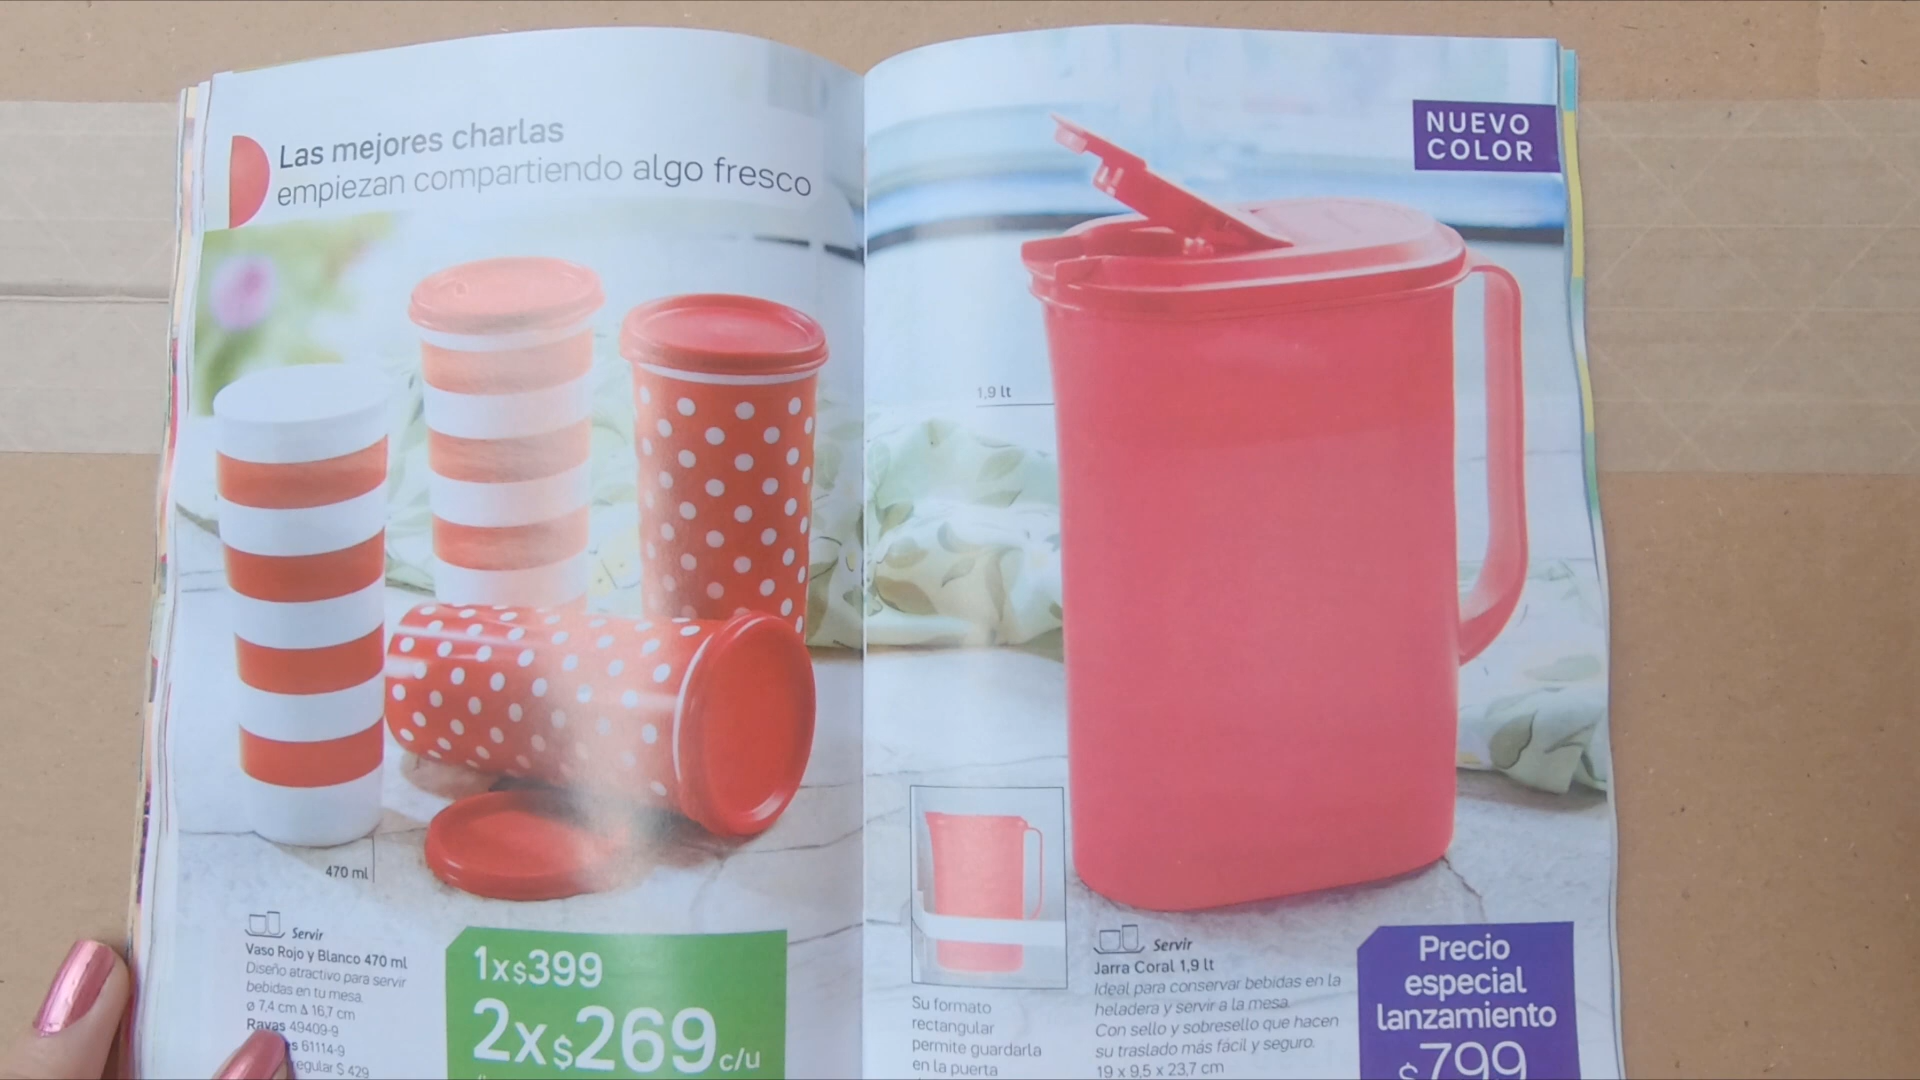 Las mejores charlas
empiezan compartiendo algo fresco
470 ml
Servir
Vaso Rojo y Blanco 470 ml
Diseño atractivo para servir
bebidas en tu mesa.
ø 7,4 cm Δ 16,7 cm
Rayas 49409-9
61114-9
$ 429
1x$399
2x$269 c/u
NUEVO
COLOR
1,9 lt
Su formato
rectangular
permite guardarla
en la puerta
Servir
Jarra Coral 1,9 lt
Ideal para conservar bebidas en la
heladera y servir a la mesa.
Con sello y sobresello que hacen
su traslado más fácil y seguro.
19 x 9,5 x 23,7 cm
Precio
especial
lanzamiento
$799